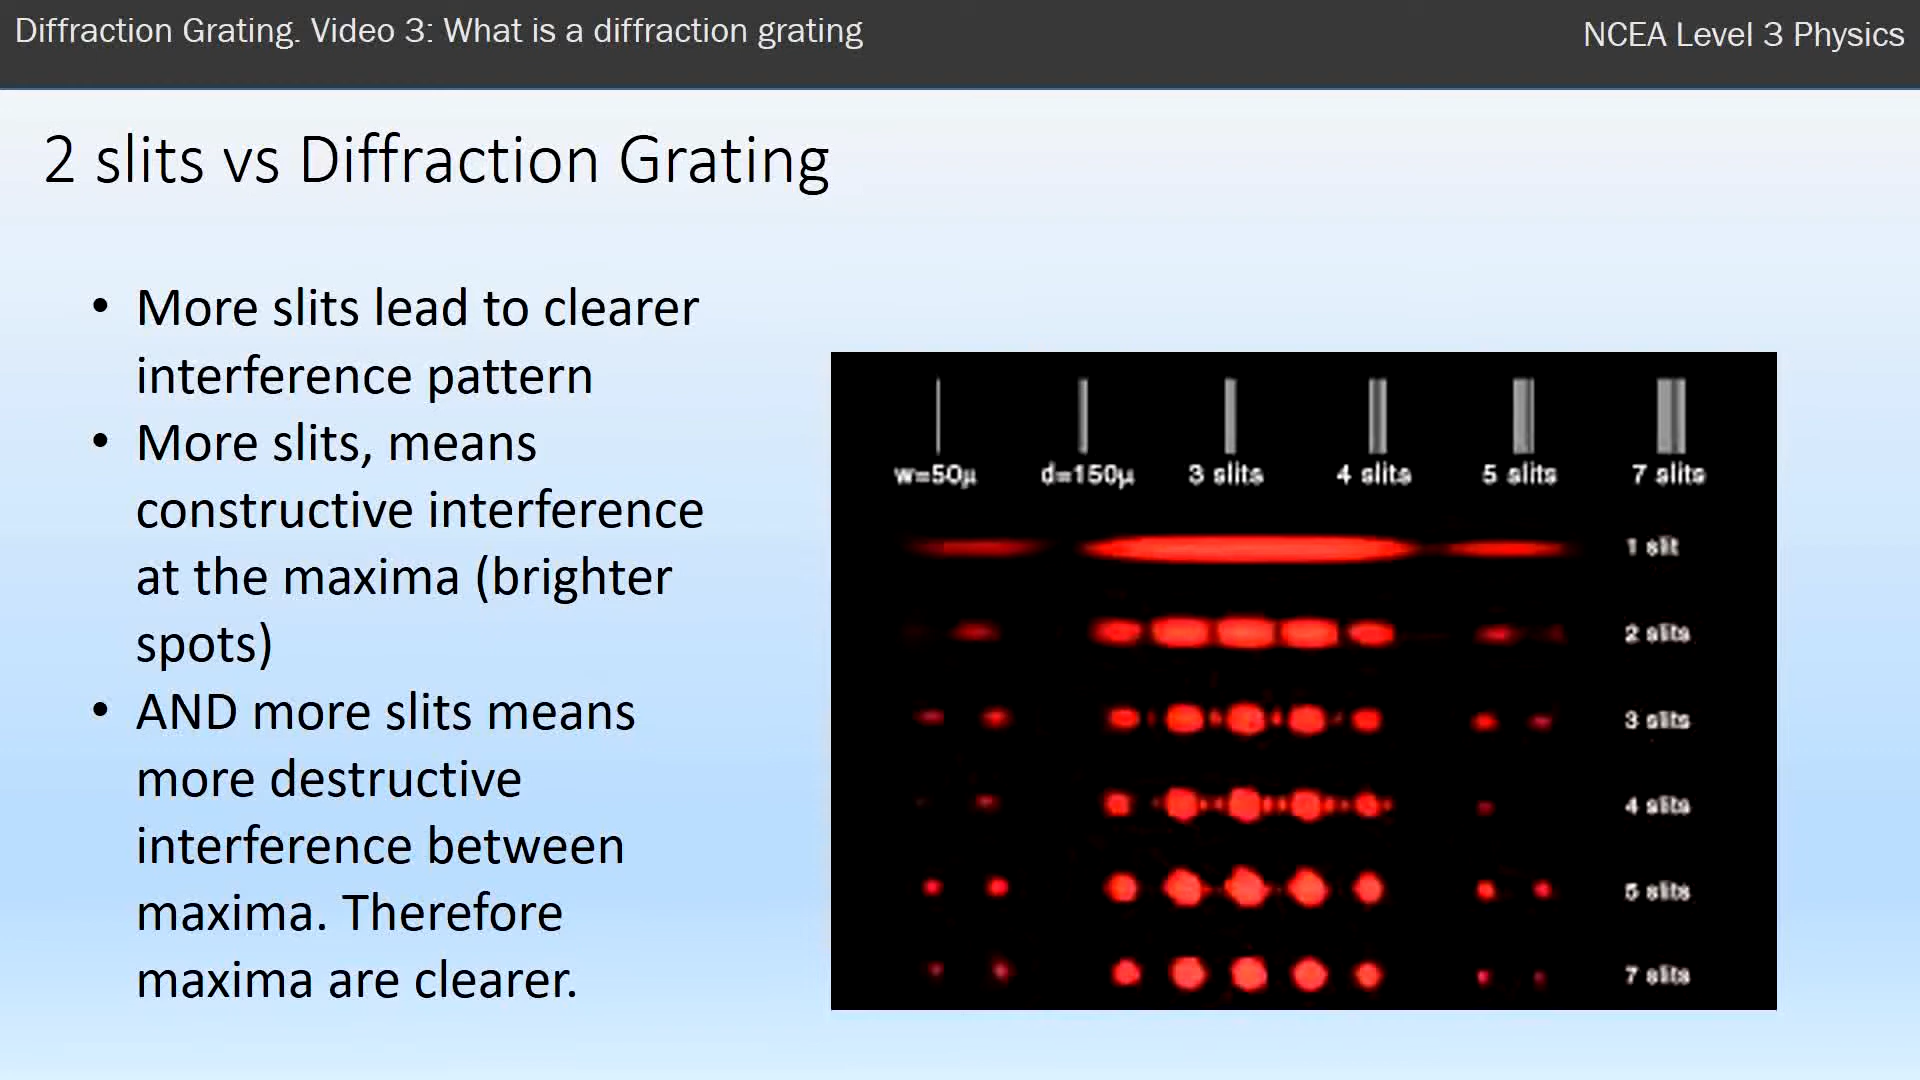 Diffraction Grating. Video 3: What is a diffraction grating
NCEA Level 3 Physics
2 slits vs Diffraction Grating
• More slits lead to clearer
interference pattern
• More slits, means
constructive interference
at the maxima (brighter
spots)
• AND more slits means
more destructive
interference between
maxima. Therefore
maxima are clearer.
w=50μ d=150μ 3 slits 4 slits 5 slits 7 slits
1 slit
2 slits
3 slits
4 slits
5 slits
7 slits